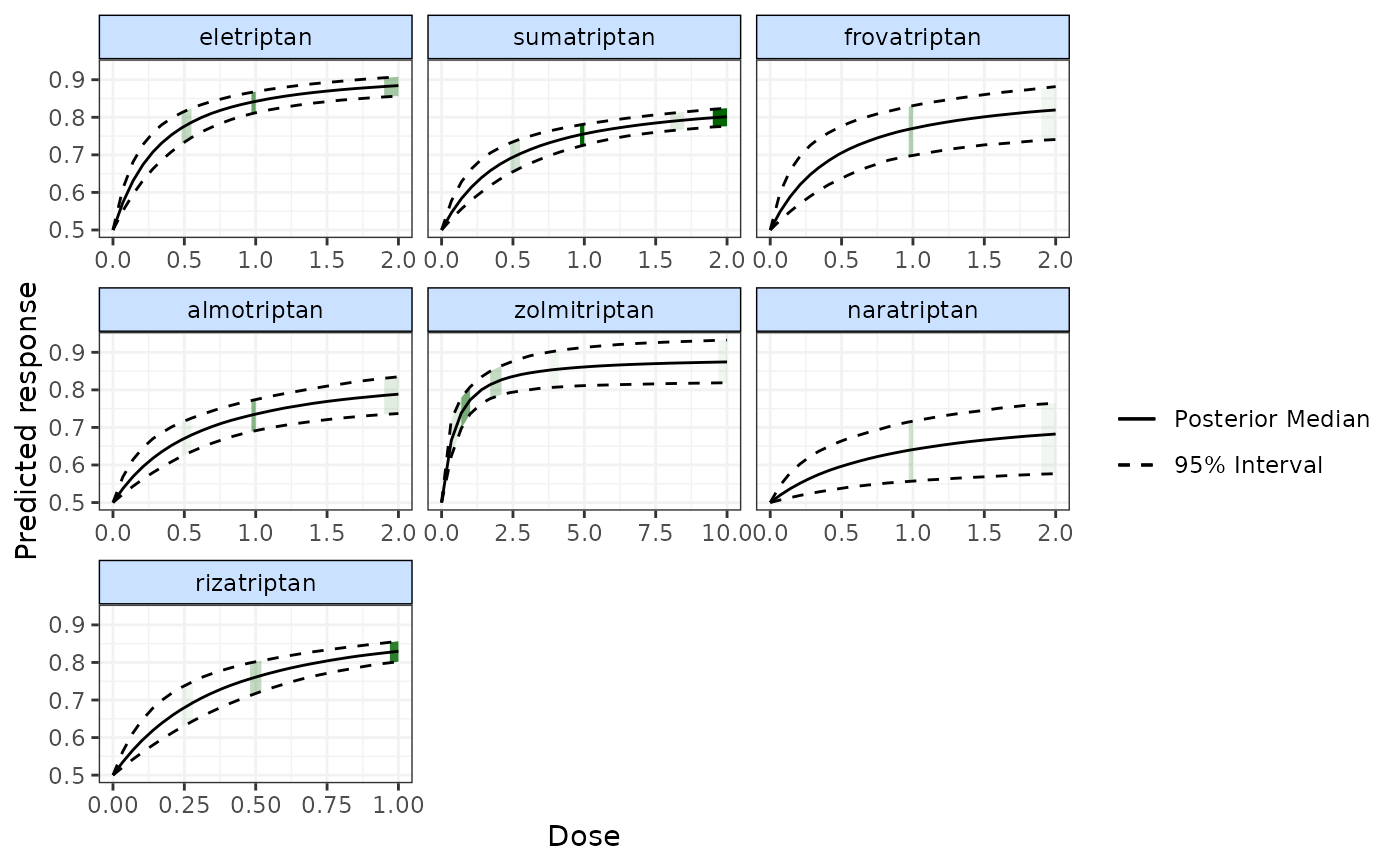 eletriptan sumatriptan frovatriptan
0.9
0.8
0.7
0.6
0.5
0.0 0.5 1.0 1.5 2.0 0.0 0.5 1.0 1.5 2.0 0.0 0.5 1.0 1.5 2.0
almotriptan zolmitriptan naratriptan
0.9
0.8
0.7
0.6
0.5
0.0 0.5 1.0 1.5 2.0 0.0 2.5 5.0 7.5 10.0 0.0 0.5 1.0 1.5 2.0
rizatriptan
0.9
0.8
0.7
0.6
0.5
0.00 0.25 0.50 0.75 1.00
Dose
Predicted response
Posterior Median
95% Interval